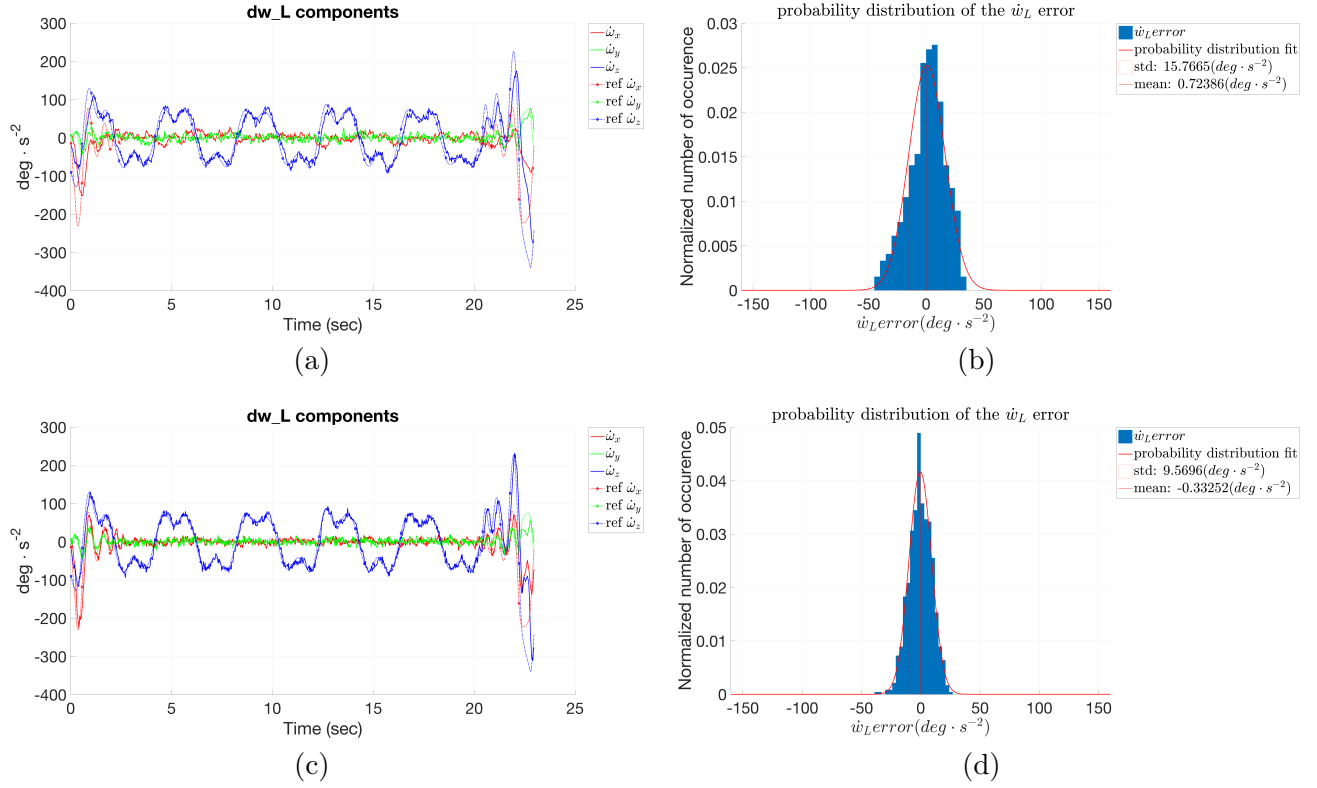 dw_L components
300
200
100
0
-100
-200
-300
-400
deg · s⁻²
0 5 10 15 20 25
Time (sec)
ω̇ₓ
ω̇_y
ω̇_z
ref ω̇ₓ
ref ω̇_y
ref ω̇_z
(a)
probability distribution of the ẇ_L error
0.03
0.025
0.02
0.015
0.01
0.005
0
Normalized number of occurence
-150 -100 -50 0 50 100 150
ẇ_L error(deg · s⁻²)
ẇ_L error
probability distribution fit
std: 15.7665(deg · s⁻²)
mean: 0.72386(deg · s⁻²)
(b)
dw_L components
300
200
100
0
-100
-200
-300
-400
deg · s⁻²
0 5 10 15 20 25
Time (sec)
ω̇ₓ
ω̇_y
ω̇_z
ref ω̇ₓ
ref ω̇_y
ref ω̇_z
(c)
probability distribution of the ẇ_L error
0.05
0.04
0.03
0.02
0.01
0
Normalized number of occurence
-150 -100 -50 0 50 100 150
ẇ_L error(deg · s⁻²)
ẇ_L error
probability distribution fit
std: 9.5696(deg · s⁻²)
mean: -0.33252(deg · s⁻²)
(d)